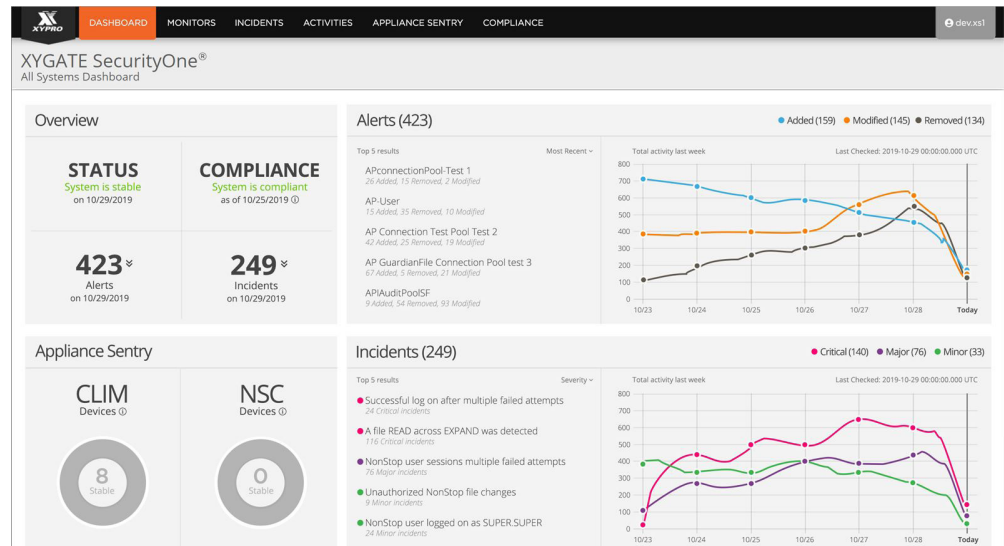 XYPRO
DASHBOARD MONITORS INCIDENTS ACTIVITIES APPLIANCE SENTRY COMPLIANCE dev.xs1
XYGATE SecurityOne®
All Systems Dashboard
Overview
STATUS
System is stable
on 10/29/2019
COMPLIANCE
System is compliant
as of 10/25/2019
423
Alerts
on 10/29/2019
249
Incidents
on 10/29/2019
Alerts (423)
Added (159) Modified (145) Removed (134)
Top 5 results Most Recent
APconnectionPool-Test 1
26 Added, 15 Removed, 2 Modified
AP-User
15 Added, 35 Removed, 10 Modified
AP Connection Test Pool Test 2
42 Added, 25 Removed, 19 Modified
AP GuardianFile Connection Pool test 3
67 Added, 5 Removed, 21 Modified
APIAuditPoolSF
9 Added, 54 Removed, 93 Modified
Total activity last week Last Checked: 2019-10-29 00:00:00.000 UTC
800
700
600
500
400
300
200
100
0
10/23 10/24 10/25 10/26 10/27 10/28 Today
Appliance Sentry
CLIM
Devices
8
Stable
NSC
Devices
0
Stable
Incidents (249)
Critical (140) Major (76) Minor (33)
Top 5 results Severity
Successful log on after multiple failed attempts
24 Critical incidents
A file READ across EXPAND was detected
116 Critical incidents
NonStop user sessions multiple failed attempts
76 Major incidents
Unauthorized NonStop file changes
9 Minor incidents
NonStop user logged on as SUPER.SUPER
24 Minor incidents
Total activity last week Last Checked: 2019-10-29 00:00:00.000 UTC
800
700
600
500
400
300
200
100
0
10/23 10/24 10/25 10/26 10/27 10/28 Today